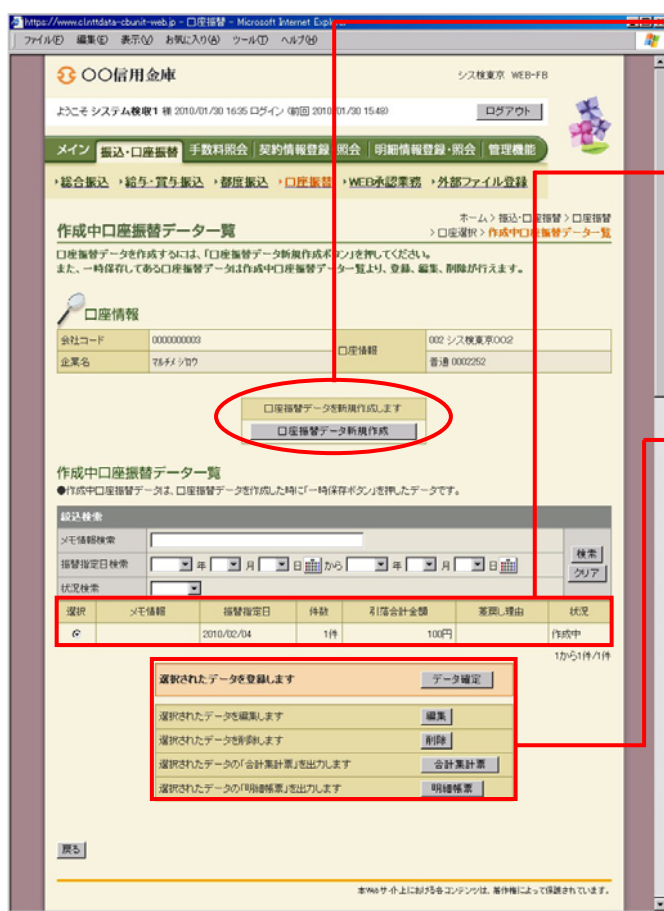 https://www.cl.nttdata-cbunit-web.jp - 口座振替 - Microsoft Internet
ファイル(F) 編集(E) 表示(V) お気に入り(A) ツール(T) ヘルプ(H)
〇〇信用金庫
シス検東京 WEB-FB
ようこそ システム検収1 様 2010/01/30 16:35 ログイン (前回 2010/01/30 15:48)
ログアウト
メイン 振込・口座振替 手数料照会 契約情報登録・照会 明細情報登録・照会 管理機能
総合振込 給与・賞与振込 都度振込 口座振替 WEB承認業務 外部ファイル登録
ホーム > 振込・口座振替 > 口座振替
> 口座選択 > 作成中口座振替データ一覧
作成中口座振替データ一覧
口座振替データを作成するには、「口座振替データ新規作成ボタン」を押してください。
また、一時保存してある口座振替データは作成中口座振替データ一覧より、登録、編集、削除が行えます。
口座情報
会社コード 0000000003 口座情報 002 シス検東京002
企業名 マルチメ ジロウ 普通 0002252
口座振替データを新規作成します
口座振替データ新規作成
作成中口座振替データ一覧
●作成中口座振替データは、口座振替データを作成した時に「一時保存ボタン」を押したデータです。
絞込検索
メモ情報検索
振替指定日検索 年 月 日 から 年 月 日
検索
クリア
状況検索
選択 メモ情報 振替指定日 件数 引落合計金額 差戻し理由 状況
2010/02/04 1件 100円 作成中
1から1件/1件
選択されたデータを登録します データ確定
選択されたデータを編集します 編集
選択されたデータを削除します 削除
選択されたデータの「合計集計票」を出力します 合計集計票
選択されたデータの「明細帳票」を出力します 明細帳票
戻る
本Webサイト上における各コンテンツは、著作権によって保護されています。